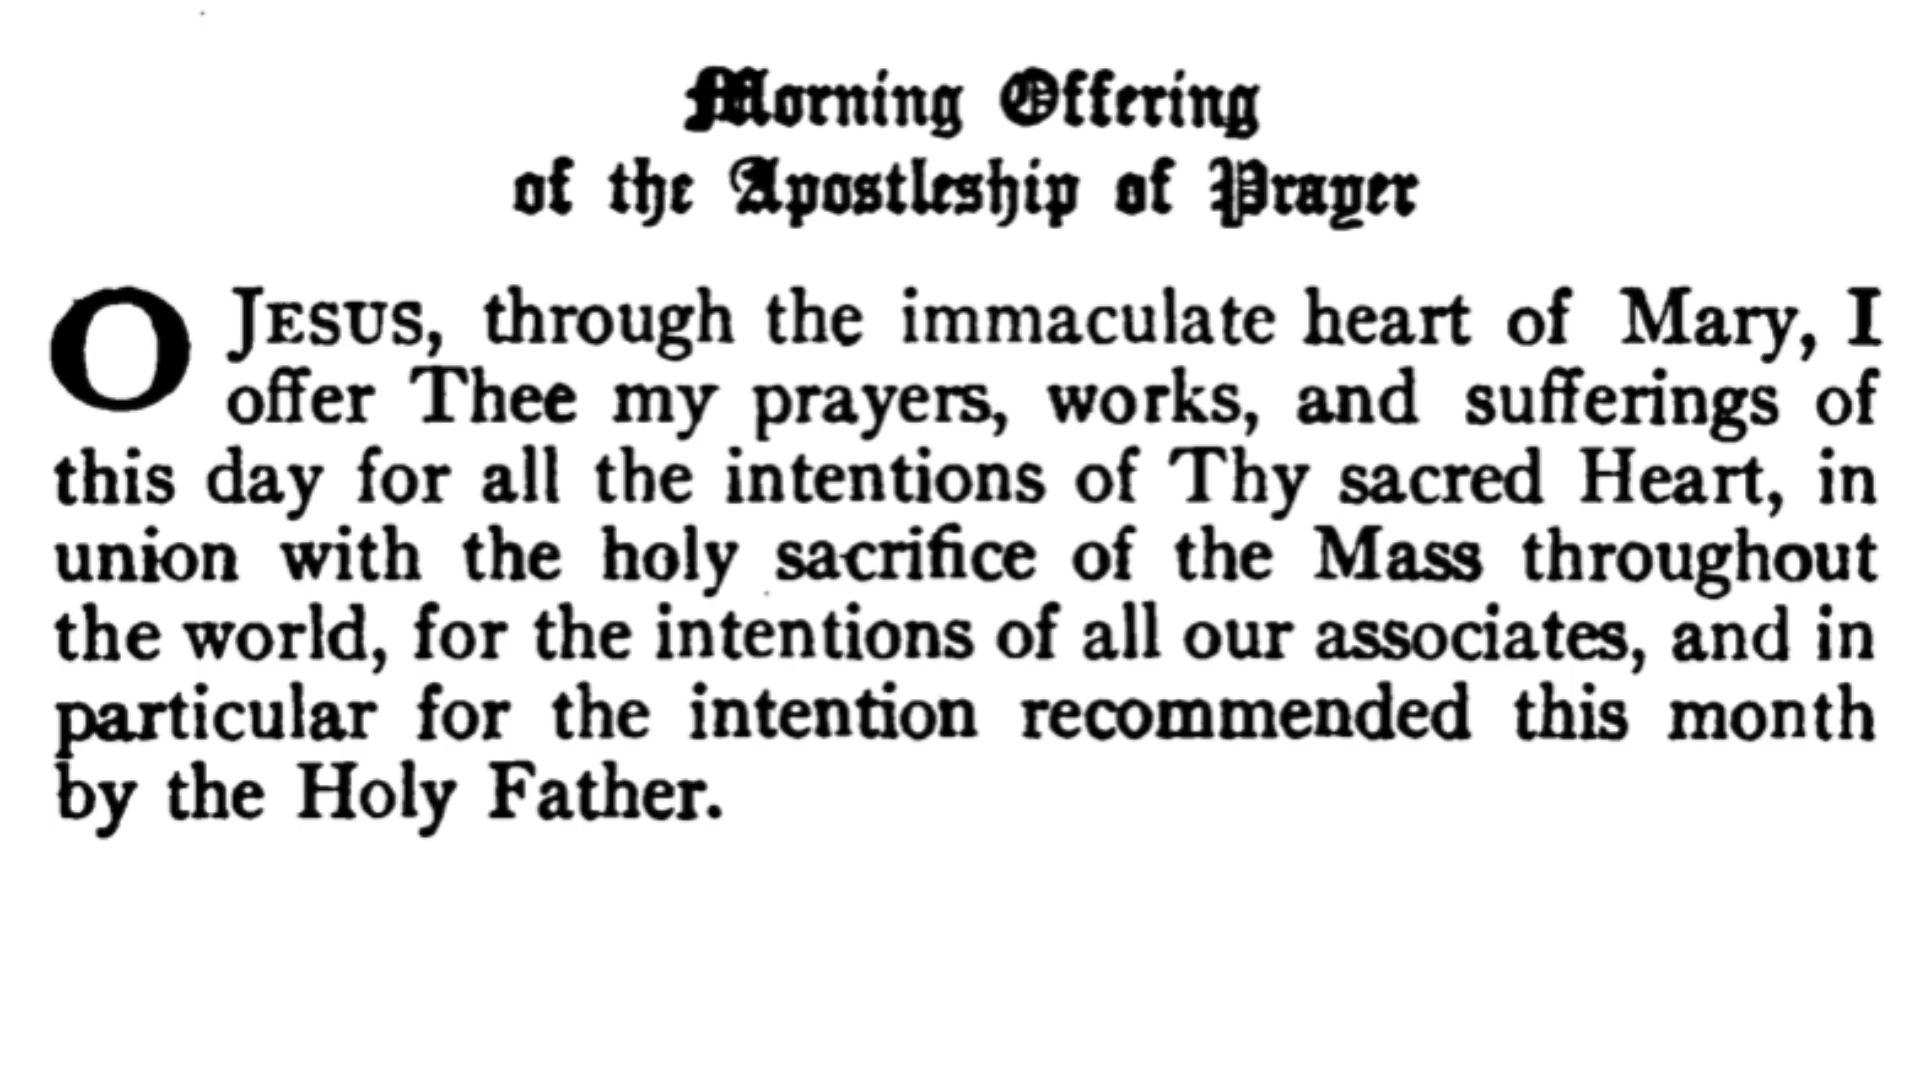 Morning Offering
of the Apostleship of Prayer
O JESUS, through the immaculate heart of Mary, I
offer Thee my prayers, works, and sufferings of
this day for all the intentions of Thy sacred Heart, in
union with the holy sacrifice of the Mass throughout
the world, for the intentions of all our associates, and in
particular for the intention recommended this month
by the Holy Father.